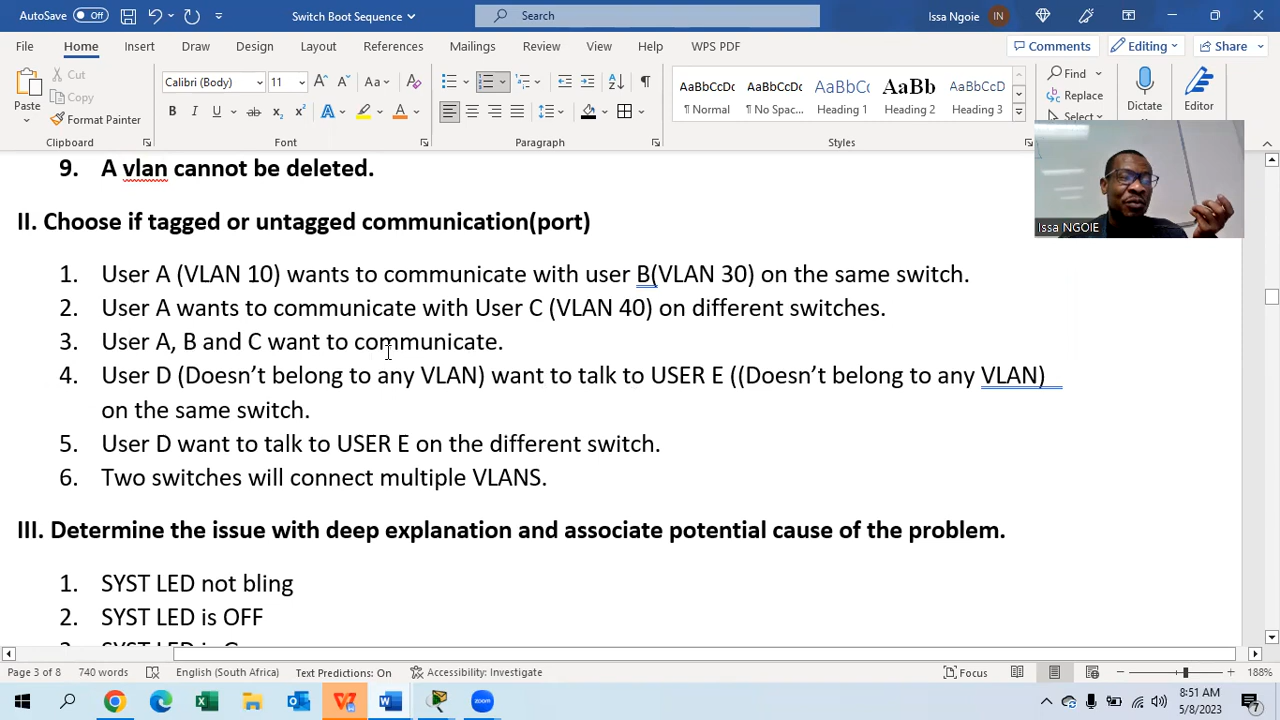 AutoSave Off Switch Boot Sequence Search Issa Ngoie IN
File Home Insert Draw Design Layout References Mailings Review View Help WPS PDF Comments Editing Share
Paste Cut Copy Format Painter
Calibri (Body) 11 Aa
AaBbCcDc AaBbCcDc AaBbCc AaBb AaBbCcD
¶ Normal ¶ No Spac... Heading 1 Heading 2 Heading 3
Find Replace Select Dictate Editor
Clipboard Font Paragraph Styles
Issa NGOIE
9. A vlan cannot be deleted.
II. Choose if tagged or untagged communication(port)
1. User A (VLAN 10) wants to communicate with user B(VLAN 30) on the same switch.
2. User A wants to communicate with User C (VLAN 40) on different switches.
3. User A, B and C want to communicate.
4. User D (Doesn’t belong to any VLAN) want to talk to USER E ((Doesn’t belong to any VLAN)
on the same switch.
5. User D want to talk to USER E on the different switch.
6. Two switches will connect multiple VLANS.
III. Determine the issue with deep explanation and associate potential cause of the problem.
1. SYST LED not bling
2. SYST LED is OFF
Page 3 of 8 740 words English (South Africa) Text Predictions: On Accessibility: Investigate Focus 188%
8:51 AM
5/8/2023